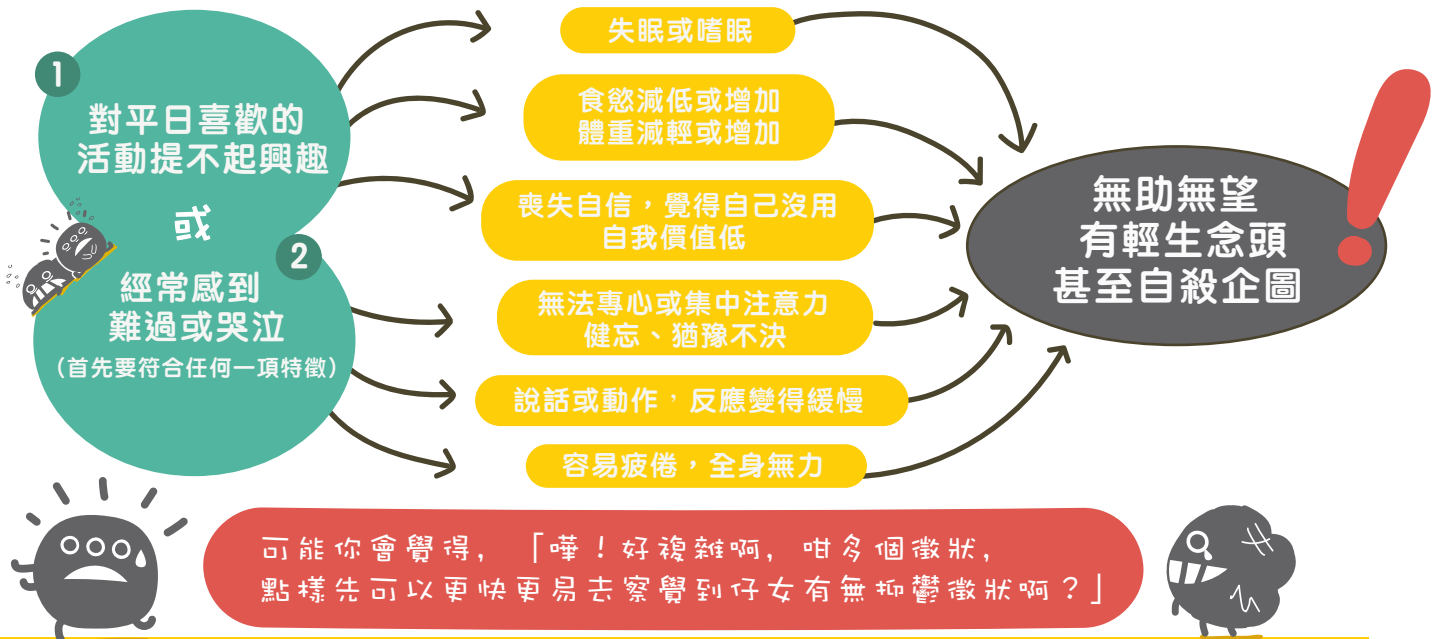 1
對平日喜歡的
活動提不起興趣
或
2
經常感到
難過或哭泣
（首先要符合任何一項特徵）
失眠或嗜眠
食慾減低或增加
體重減輕或增加
喪失自信，覺得自己沒用
自我價值低
無法專心或集中注意力
健忘、猶豫不決
說話或動作，反應變得緩慢
容易疲倦，全身無力
無助無望
有輕生念頭
甚至自殺企圖
!
可能你會覺得，「嘩！好複雜啊，咁多個徵狀，
點樣先可以更快更易去察覺到仔女有無抑鬱徵狀啊？」